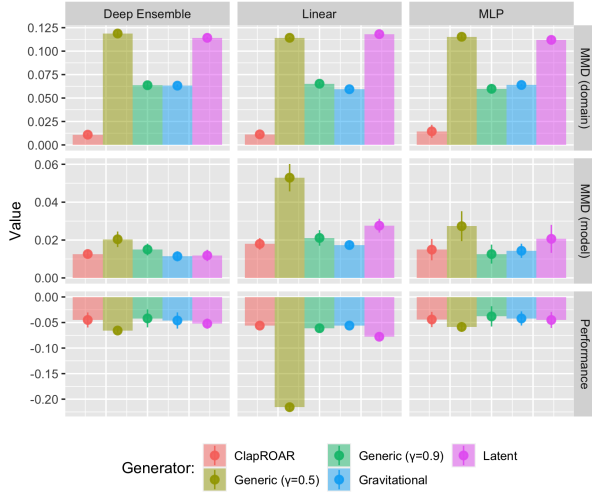 Deep Ensemble Linear MLP
0.125
0.100
0.075
0.050
0.025
0.000
MMD (domain)
0.06
0.04
0.02
0.00
MMD (model)
Value
0.00
-0.05
-0.10
-0.15
-0.20
Performance
Generator:
ClapROAR Generic (γ=0.9) Latent
Generic (γ=0.5) Gravitational